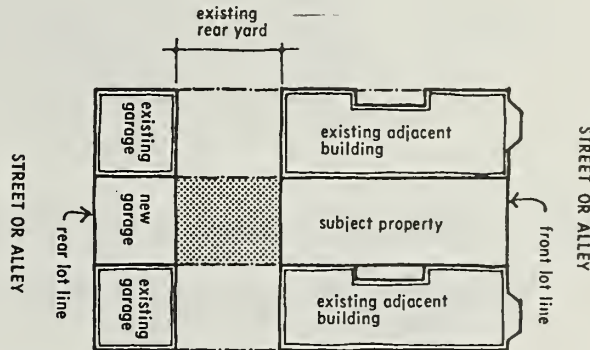 existing
rear yard
existing
garage
existing adjacent
building
STREET OR ALLEY
new
garage
subject property
STREET OR ALLEY
rear lot line
front lot line
existing
garage
existing adjacent
building